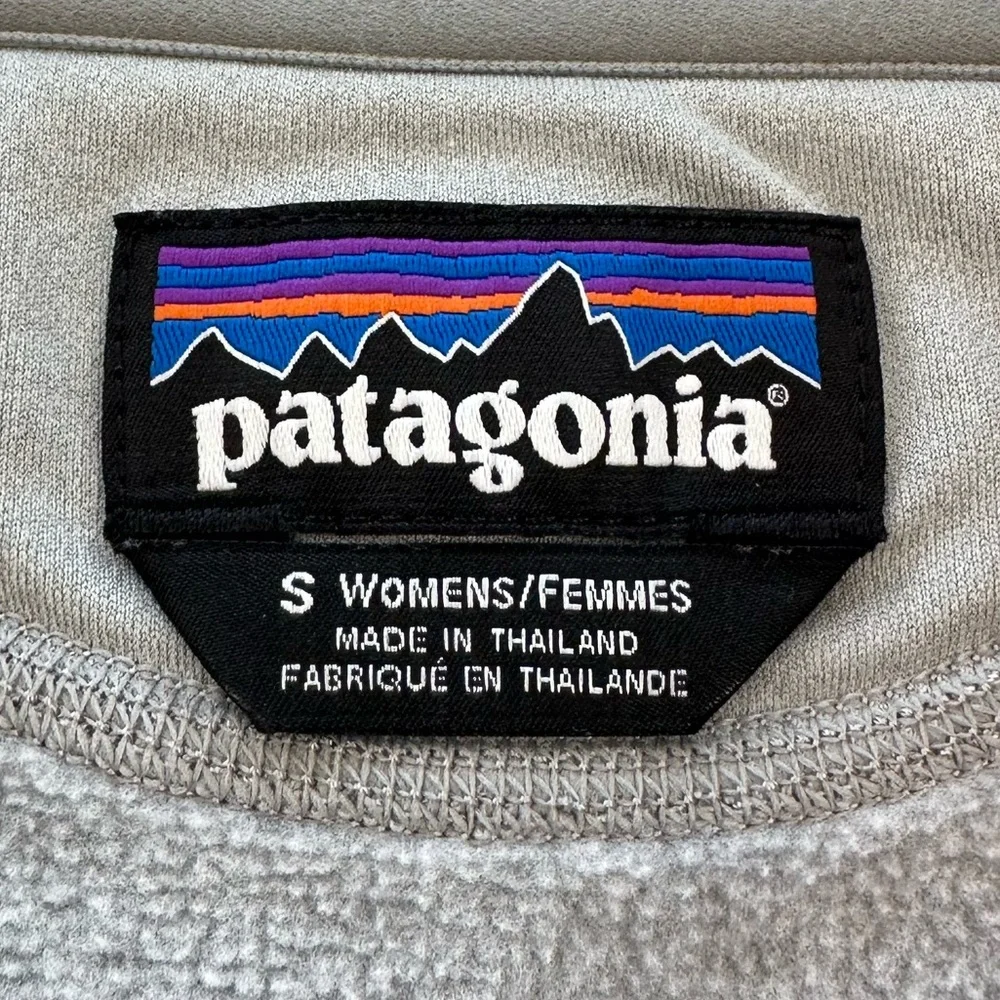 patagonia®
S WOMENS/FEMMES
MADE IN THAILAND
FABRIQUÉ EN THAILANDE